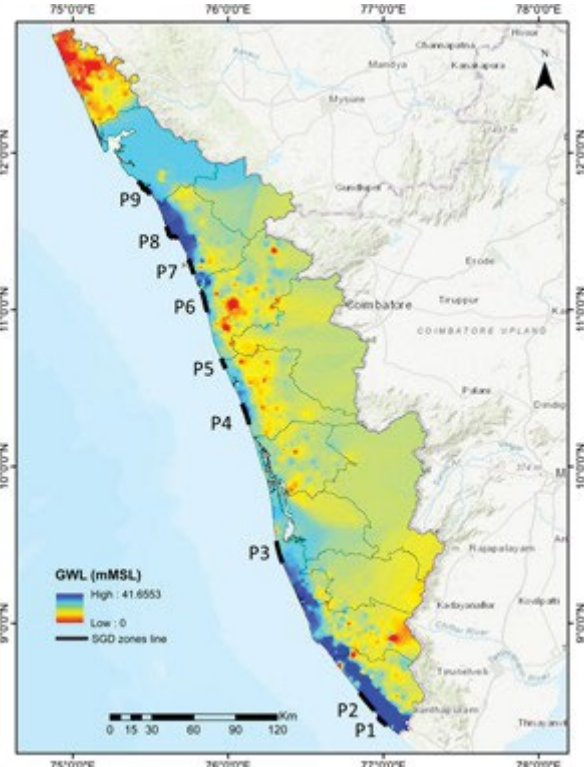 75°0'0"E 76°0'0"E 77°0'0"E 78°0'0"E
N
Channapatna
Kanakapura
Mandya
Mysure
12°0'0"N 12°0'0"N
Gundlupet
P9
P8
P7
P6
Erode
11°0'0"N 11°0'0"N
Coimbatore
Tiruppur
COIMBATORE UPLAND
P5
Palani
P4
10°0'0"N 10°0'0"N
P3
Rajapalayam
GWL (mMSL)
High : 41.6553
Low : 0
SGD zones line
Kadayanallur
Kovilpatti
9°0'0"N 9°0'0"N
Chittar River
Tirunelveli
P2
P1
Km
0 15 30 60 90 120
75°0'0"E 76°0'0"E 77°0'0"E 78°0'0"E